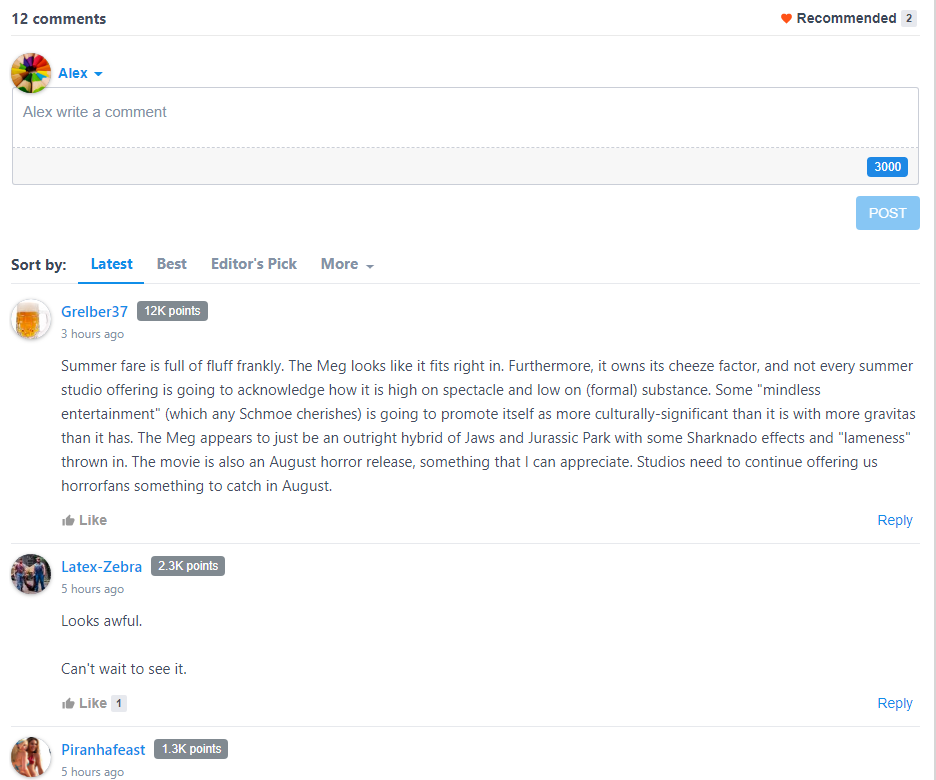 12 comments
Recommended 2
Alex
Alex write a comment
3000
POST
Sort by: Latest Best Editor's Pick More
Grelber37 12K points
3 hours ago
Summer fare is full of fluff frankly. The Meg looks like it fits right in. Furthermore, it owns its cheeze factor, and not every summer
studio offering is going to acknowledge how it is high on spectacle and low on (formal) substance. Some "mindless
entertainment" (which any Schmoe cherishes) is going to promote itself as more culturally-significant than it is with more gravitas
than it has. The Meg appears to just be an outright hybrid of Jaws and Jurassic Park with some Sharknado effects and "lameness"
thrown in. The movie is also an August horror release, something that I can appreciate. Studios need to continue offering us
horrorfans something to catch in August.
Like Reply
Latex-Zebra 2.3K points
5 hours ago
Looks awful.
Can't wait to see it.
Like 1 Reply
Piranhafeast 1.3K points
5 hours ago